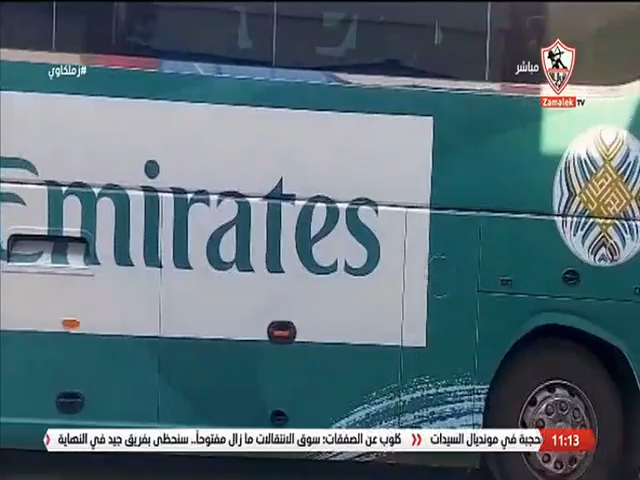 #زملكاوي
مباشر
Zamalek TV
Emirates
11:13 حجبة في مونديال السيدات » كلوب عن الصفقات: سوق الانتقالات ما زال مفتوحاً.. سنحظى بفريق جيد في النهاية »